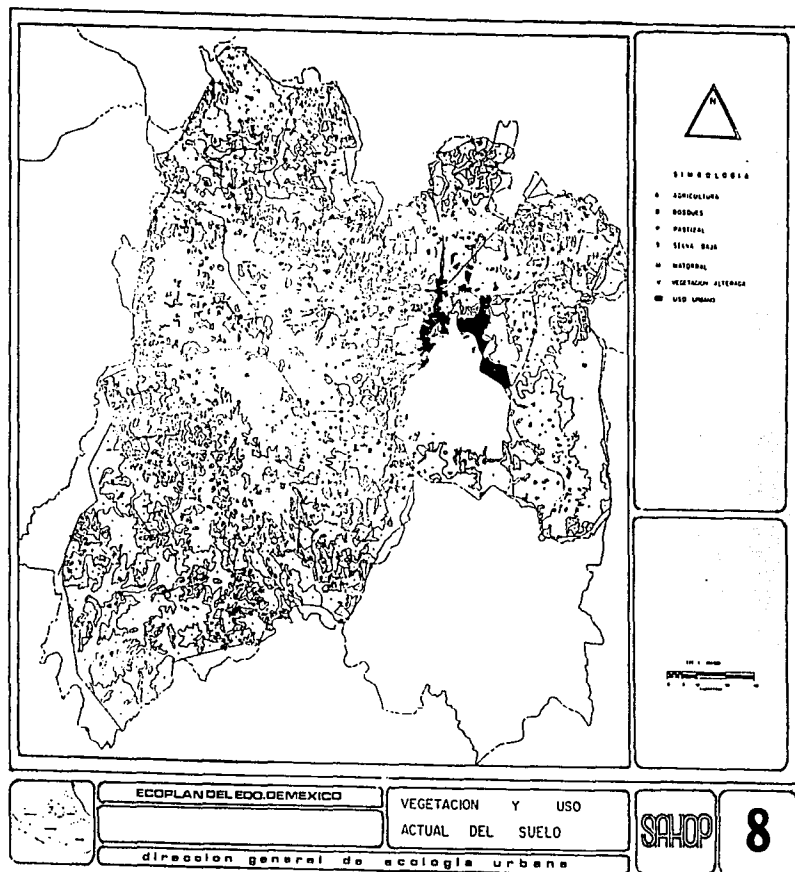 N
SIMBOLOGIA
A AGRICULTURA
B BOSQUES
P PASTIZAL
S SELVA BAJA
M MATORRAL
V VEGETACION ALTERADA
USO URBANO
ECOPLAN DEL EDO. DE MEXICO
VEGETACION Y USO
ACTUAL DEL SUELO
SAHOP
8
direccion general de ecologia urbana